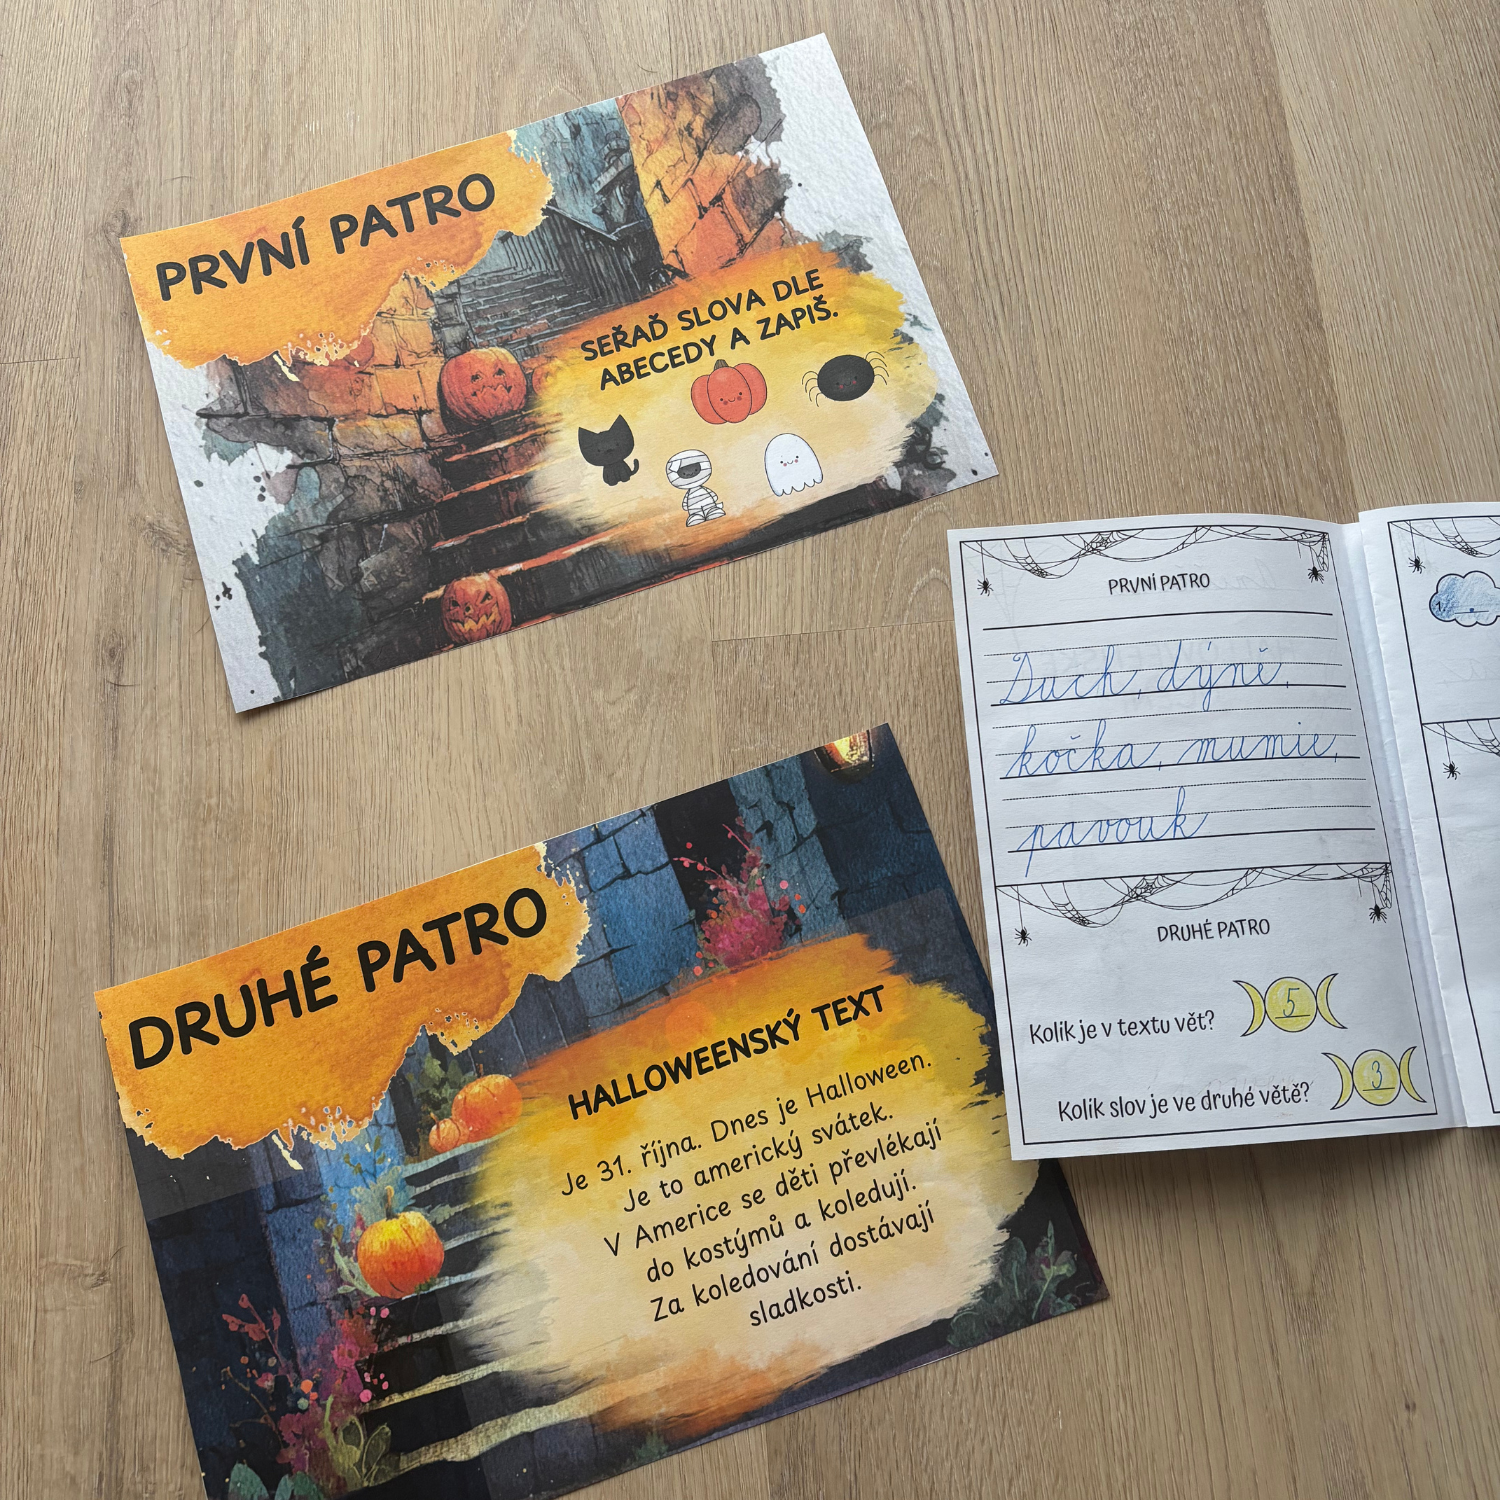 PRVNÍ PATRO
SEŘAĎ SLOVA DLE
ABECEDY A ZAPIŠ.
DRUHÉ PATRO
HALLOWEENSKÝ TEXT
Je 31. října. Dnes je Halloween.
Je to americký svátek.
V Americe se děti převlékají
do kostýmů a koledují.
Za koledování dostávají
sladkosti.
PRVNÍ PATRO
Duch, dýně,
kočka, mumie,
pavouk
DRUHÉ PATRO
Kolik je v textu vět? 5
Kolik slov je ve druhé větě? 3
1.